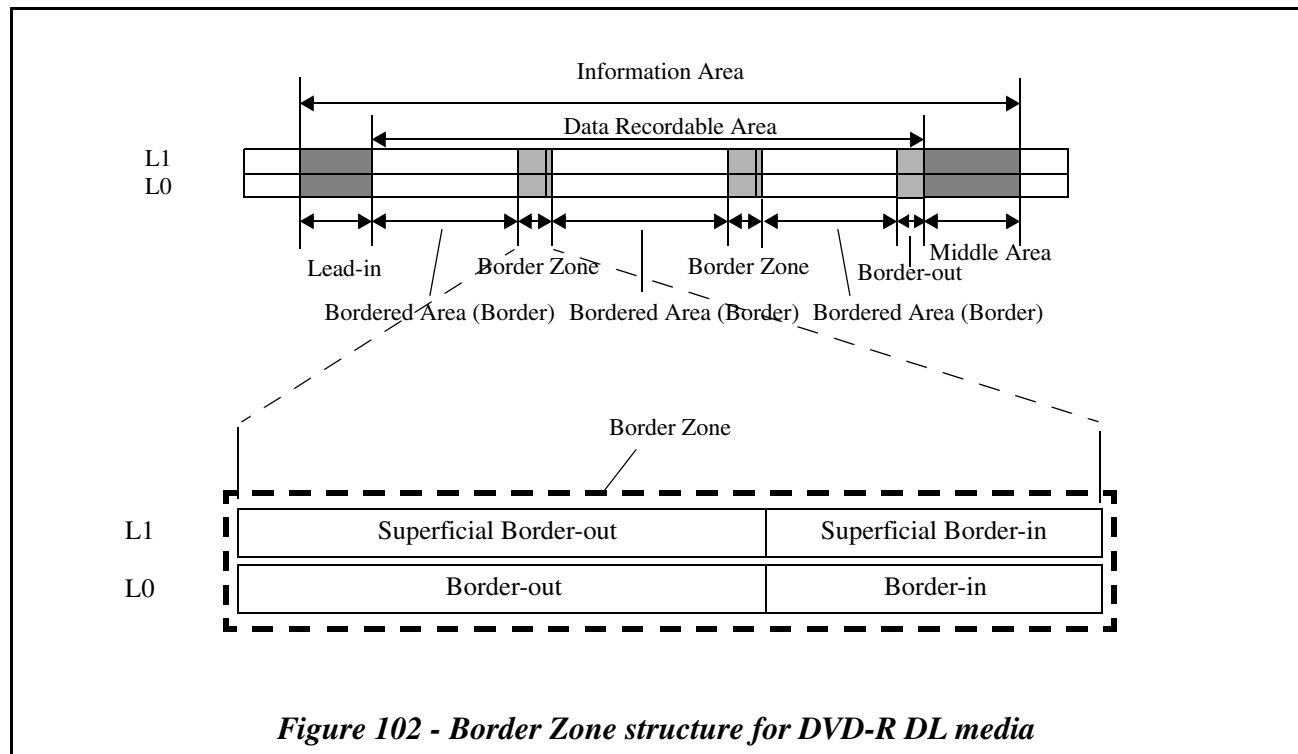 Information Area
Data Recordable Area
L1
L0
Lead-in
Border Zone
Border Zone
Border-out
Middle Area
Bordered Area (Border)
Bordered Area (Border)
Bordered Area (Border)
Border Zone
L1
Superficial Border-out
Superficial Border-in
L0
Border-out
Border-in
Figure 102 - Border Zone structure for DVD-R DL media